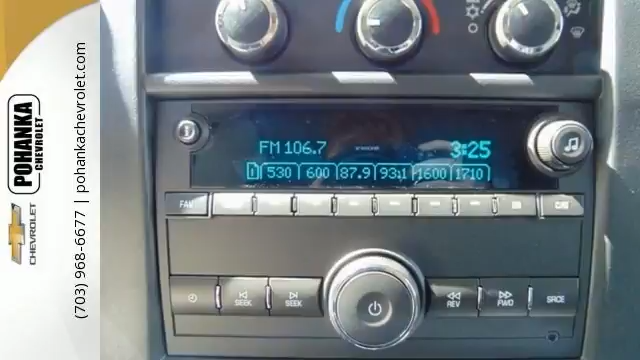 POHANKA
CHEVROLET
CHEVROLET
(703) 968-6677 | pohankachevrolet.com
FM 106.7
3:25
1 530 600 87.9 93.1 1600 1710
FAV
SEEK SEEK REV FWD SRCE